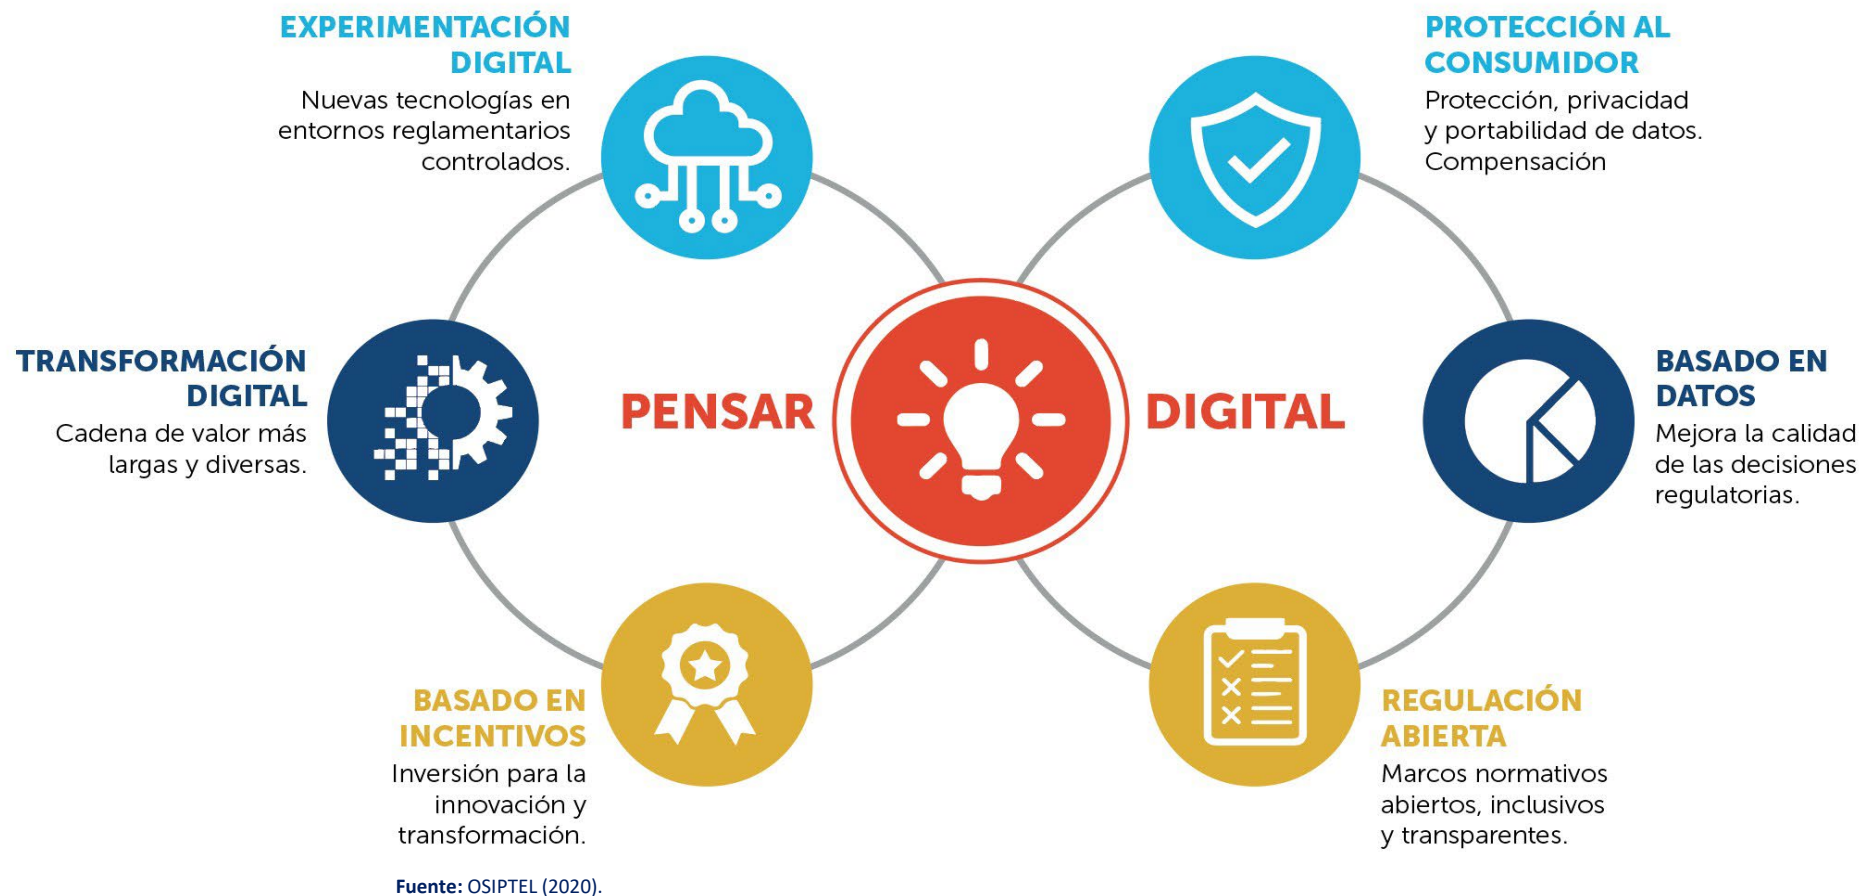 EXPERIMENTACIÓN
DIGITAL
Nuevas tecnologías en
entornos reglamentarios
controlados.
PROTECCIÓN AL
CONSUMIDOR
Protección, privacidad
y portabilidad de datos.
Compensación
TRANSFORMACIÓN
DIGITAL
Cadena de valor más
largas y diversas.
PENSAR DIGITAL
BASADO EN
DATOS
Mejora la calidad
de las decisiones
regulatorias.
BASADO EN
INCENTIVOS
Inversión para la
innovación y
transformación.
REGULACIÓN
ABIERTA
Marcos normativos
abiertos, inclusivos
y transparentes.
Fuente: OSIPTEL (2020).